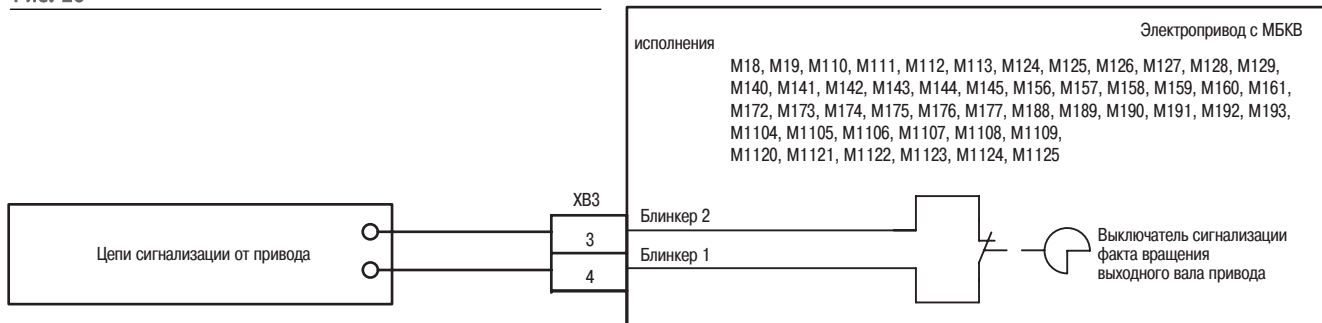 Электропривод с МБКВ
исполнения
М18, М19, М110, М111, М112, М113, М124, М125, М126, М127, М128, М129,
М140, М141, М142, М143, М144, М145, М156, М157, М158, М159, М160, М161,
М172, М173, М174, М175, М176, М177, М188, М189, М190, М191, М192, М193,
М1104, М1105, М1106, М1107, М1108, М1109,
М1120, М1121, М1122, М1123, М1124, М1125
ХВ3
Блинкер 2
3
Цепи сигнализации от привода
Блинкер 1
4
Выключатель сигнализации
факта вращения
выходного вала привода